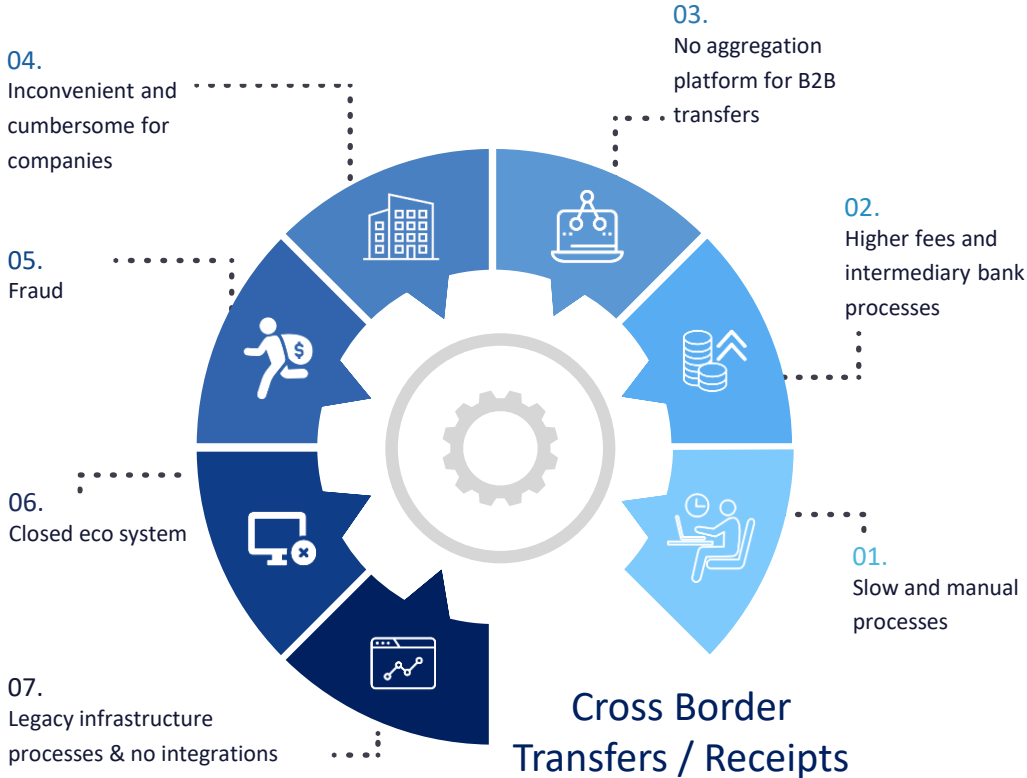 03.
No aggregation
platform for B2B
transfers
04.
Inconvenient and
cumbersome for
companies
02.
Higher fees and
intermediary bank
processes
05.
Fraud
$
06.
Closed eco system
01.
Slow and manual
processes
07.
Legacy infrastructure
processes & no integrations
Cross Border
Transfers / Receipts